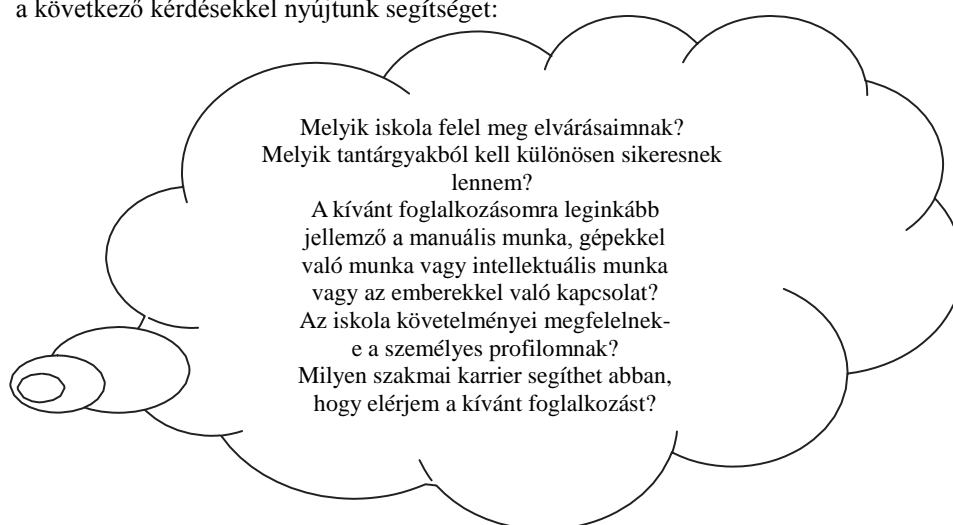 a következő kérdésekkel nyújtunk segítséget:
Melyik iskola felel meg elvárásaimnak?
Melyik tantárgyakból kell különösen sikeresnek
lennem?
A kívánt foglalkozásomra leginkább
jellemző a manuális munka, gépekkel
való munka vagy intellektuális munka
vagy az emberekkel való kapcsolat?
Az iskola követelményei megfelelnek-
e a személyes profilomnak?
Milyen szakmai karrier segíthet abban,
hogy elérjem a kívánt foglalkozást?